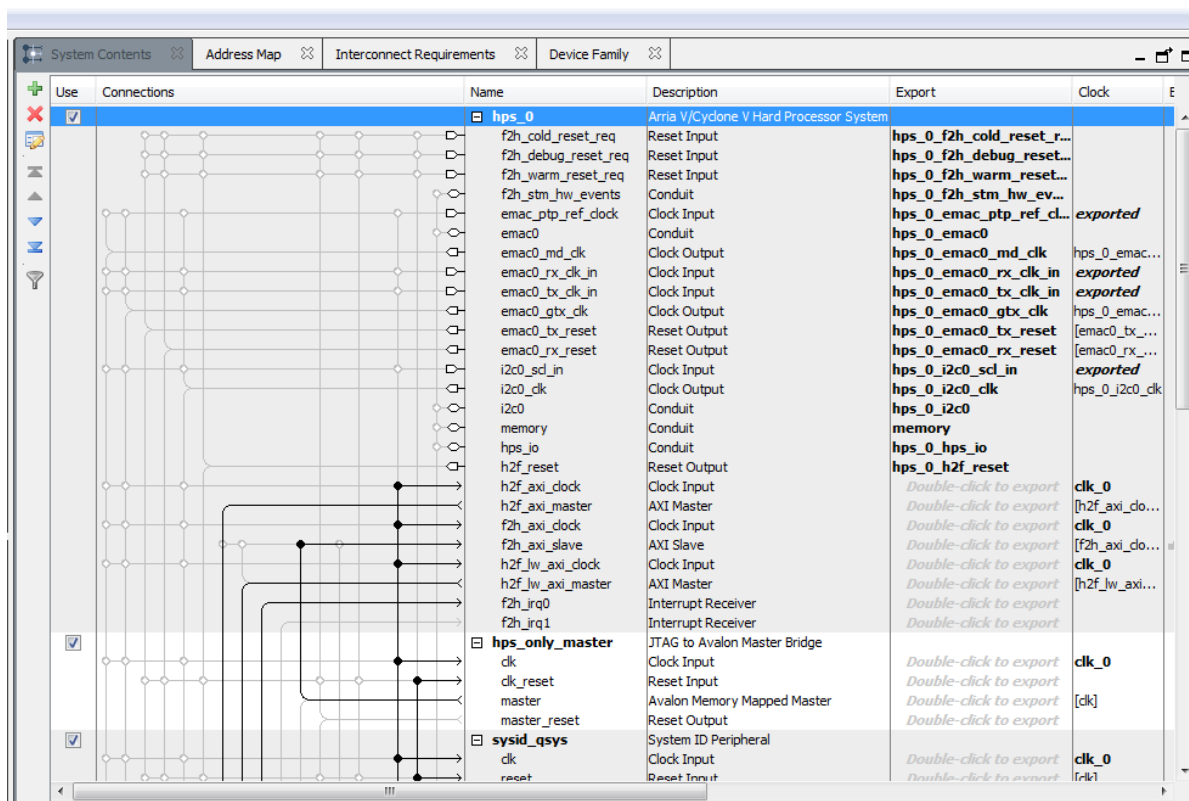 System Contents Address Map Interconnect Requirements Device Family
Use Connections Name Description Export Clock
hps_0 Arria V/Cyclone V Hard Processor System
f2h_cold_reset_req Reset Input hps_0_f2h_cold_reset_r...
f2h_debug_reset_req Reset Input hps_0_f2h_debug_reset...
f2h_warm_reset_req Reset Input hps_0_f2h_warm_reset...
f2h_stm_hw_events Conduit hps_0_f2h_stm_hw_ev...
emac_ptp_ref_clock Clock Input hps_0_emac_ptp_ref_cl... exported
emac0 Conduit hps_0_emac0
emac0_md_clk Clock Output hps_0_emac0_md_clk hps_0_emac...
emac0_rx_clk_in Clock Input hps_0_emac0_rx_clk_in exported
emac0_tx_clk_in Clock Input hps_0_emac0_tx_clk_in exported
emac0_gtx_clk Clock Output hps_0_emac0_gtx_clk hps_0_emac...
emac0_tx_reset Reset Output hps_0_emac0_tx_reset [emac0_tx_...
emac0_rx_reset Reset Output hps_0_emac0_rx_reset [emac0_rx_...
i2c0_scl_in Clock Input hps_0_i2c0_scl_in exported
i2c0_clk Clock Output hps_0_i2c0_clk hps_0_i2c0_clk
i2c0 Conduit hps_0_i2c0
memory Conduit memory
hps_io Conduit hps_0_hps_io
h2f_reset Reset Output hps_0_h2f_reset
h2f_axi_clock Clock Input Double-click to export clk_0
h2f_axi_master AXI Master Double-click to export [h2f_axi_clo...
f2h_axi_clock Clock Input Double-click to export clk_0
f2h_axi_slave AXI Slave Double-click to export [f2h_axi_clo...
h2f_lw_axi_clock Clock Input Double-click to export clk_0
h2f_lw_axi_master AXI Master Double-click to export [h2f_lw_axi...
f2h_irq0 Interrupt Receiver Double-click to export
f2h_irq1 Interrupt Receiver Double-click to export
hps_only_master JTAG to Avalon Master Bridge
clk Clock Input Double-click to export clk_0
clk_reset Reset Input Double-click to export
master Avalon Memory Mapped Master Double-click to export [clk]
master_reset Reset Output Double-click to export
sysid_qsys System ID Peripheral
clk Clock Input Double-click to export clk_0
reset Reset Input Double-click to export [clk]